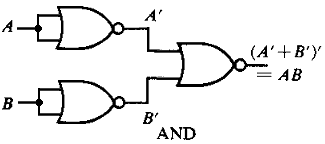 A
A′
(A′ + B′)′
= AB
B
B′
AND